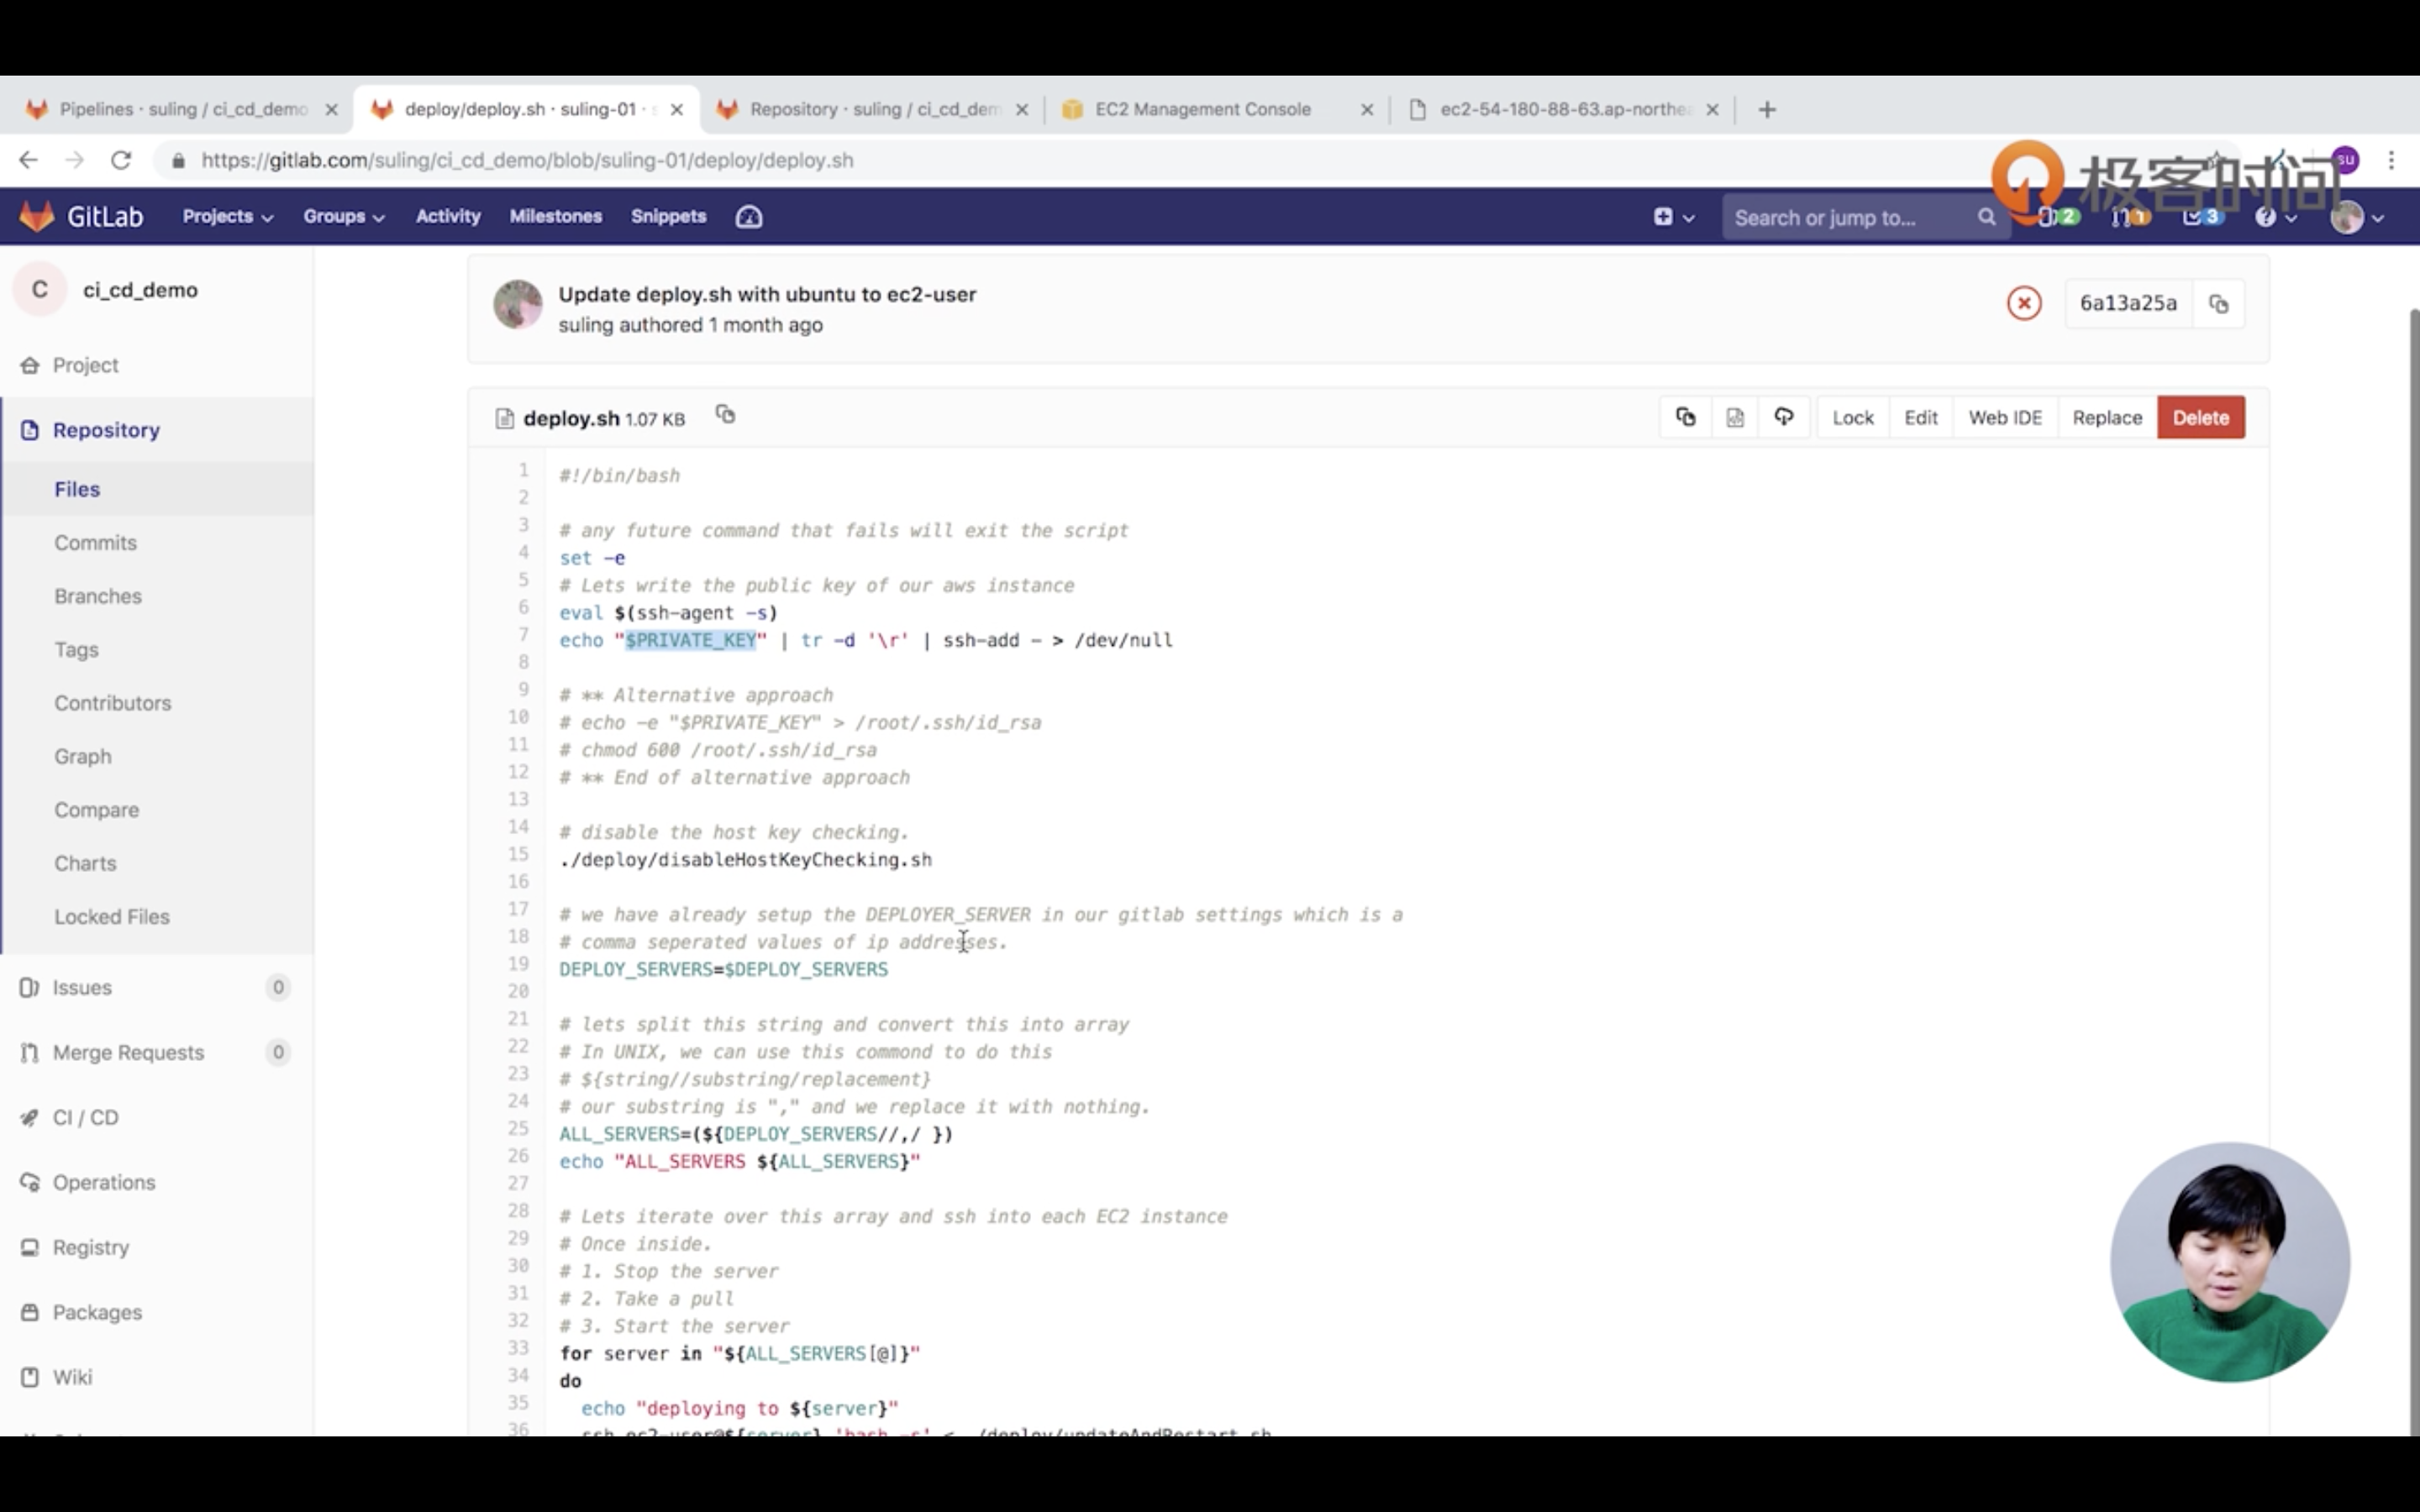 Pipelines · suling / ci_cd_demo
deploy/deploy.sh · suling-01 ·
Repository · suling / ci_cd_dem
EC2 Management Console
ec2-54-180-88-63.ap-northea
https://gitlab.com/suling/ci_cd_demo/blob/suling-01/deploy/deploy.sh
su
极客时间
GitLab
Projects
Groups
Activity
Milestones
Snippets
Search or jump to...
2
1
3
C
ci_cd_demo
Project
Repository
Files
Commits
Branches
Tags
Contributors
Graph
Compare
Charts
Locked Files
Issues 0
Merge Requests 0
CI / CD
Operations
Registry
Packages
Wiki
Update deploy.sh with ubuntu to ec2-user
suling authored 1 month ago
6a13a25a
deploy.sh 1.07 KB
Lock
Edit
Web IDE
Replace
Delete
1 #!/bin/bash
2
3 # any future command that fails will exit the script
4 set -e
5 # Lets write the public key of our aws instance
6 eval $(ssh-agent -s)
7 echo "$PRIVATE_KEY" | tr -d '\r' | ssh-add - > /dev/null
8
9 # ** Alternative approach
10 # echo -e "$PRIVATE_KEY" > /root/.ssh/id_rsa
11 # chmod 600 /root/.ssh/id_rsa
12 # ** End of alternative approach
13
14 # disable the host key checking.
15 ./deploy/disableHostKeyChecking.sh
16
17 # we have already setup the DEPLOYER_SERVER in our gitlab settings which is a
18 # comma seperated values of ip addresses.
19 DEPLOY_SERVERS=$DEPLOY_SERVERS
20
21 # lets split this string and convert this into array
22 # In UNIX, we can use this commond to do this
23 # ${string//substring/replacement}
24 # our substring is "," and we replace it with nothing.
25 ALL_SERVERS=(${DEPLOY_SERVERS//,/ })
26 echo "ALL_SERVERS ${ALL_SERVERS}"
27
28 # Lets iterate over this array and ssh into each EC2 instance
29 # Once inside.
30 # 1. Stop the server
31 # 2. Take a pull
32 # 3. Start the server
33 for server in "${ALL_SERVERS[@]}"
34 do
35 echo "deploying to ${server}"
36 ssh ec2-user@${server} 'bash -s' < ./deploy/updateAndRestart.sh